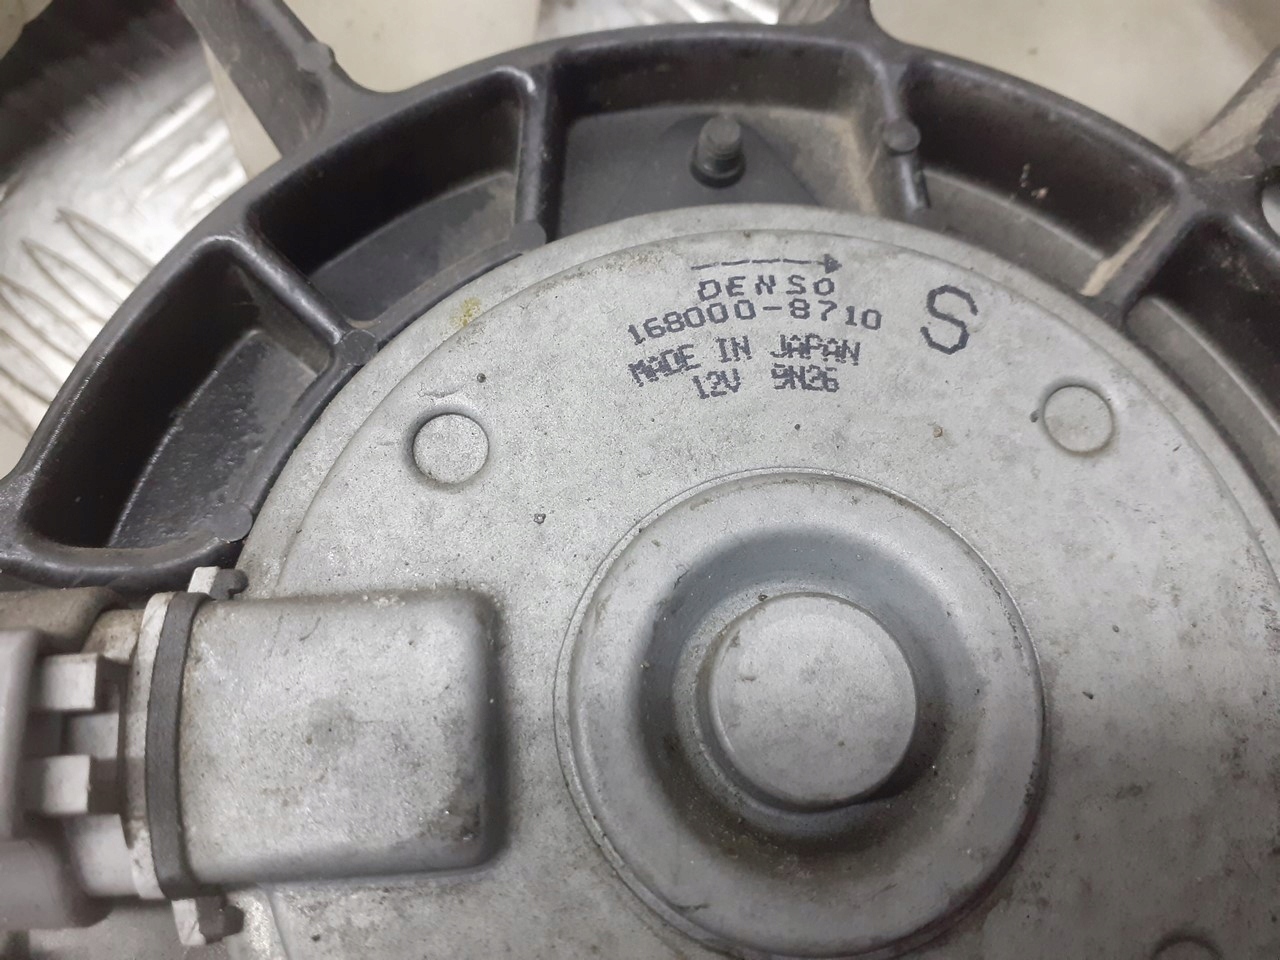 DENSO
168000-8710
S
MADE IN JAPAN
12V 9N26